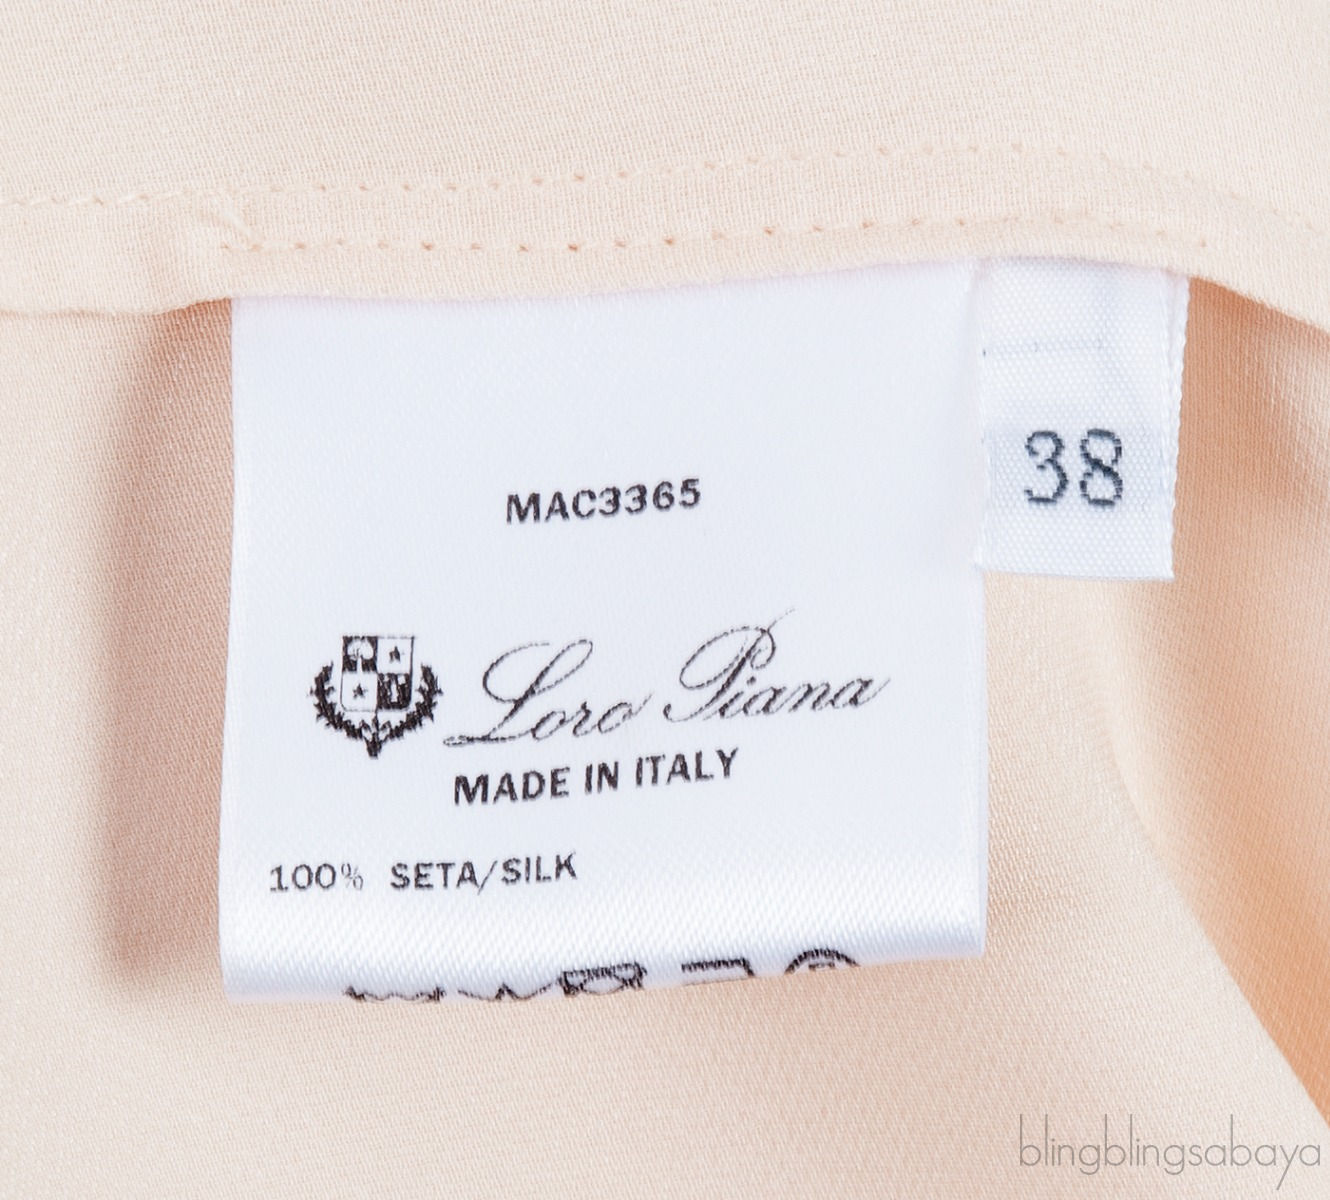 MAC3365
38
Loro Piana
MADE IN ITALY
100% SETA/SILK
blingblingsabaya